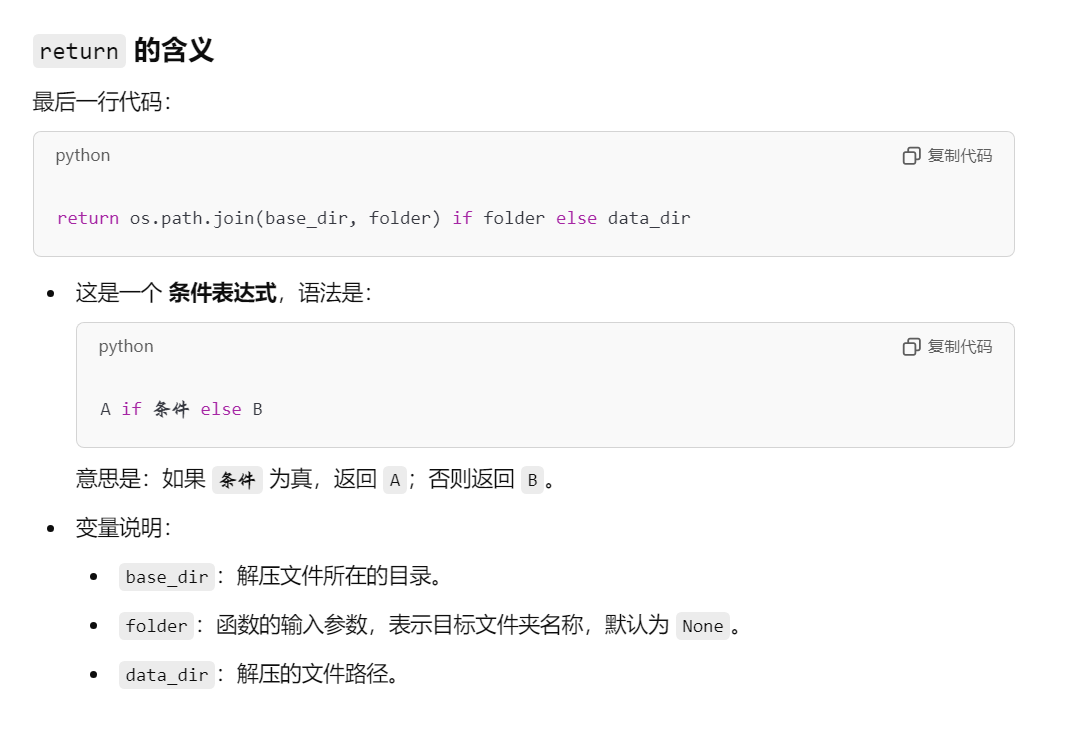 return 的含义
最后一行代码：
python
复制代码
return os.path.join(base_dir, folder) if folder else data_dir
这是一个 条件表达式，语法是：
python
复制代码
A if 条件 else B
意思是：如果 条件 为真，返回 A；否则返回 B。
变量说明：
base_dir：解压文件所在的目录。
folder：函数的输入参数，表示目标文件夹名称，默认为 None。
data_dir：解压的文件路径。